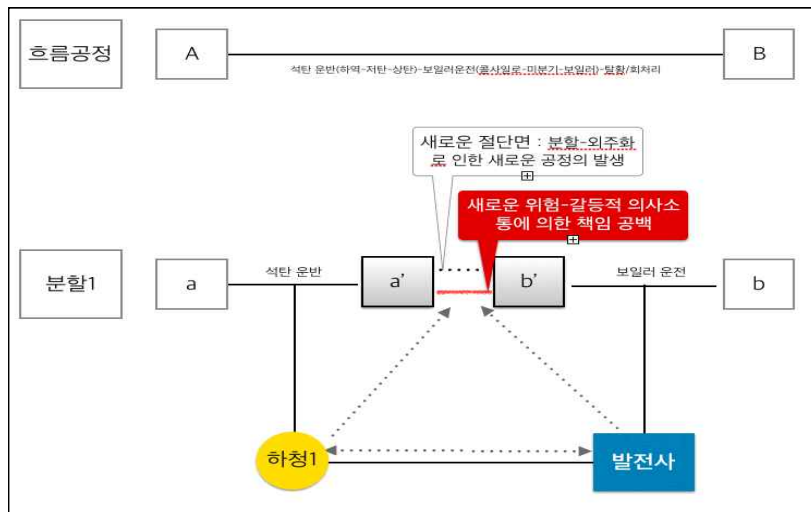 흐름공정
A
B
석탄 운반(하역-저탄-상탄)-보일러운전(콜사일로-미분기-보일러)-탈황/회처리
새로운 절단면 : 분할-외주화
로 인한 새로운 공정의 발생
새로운 위험-갈등적 의사소
통에 의한 책임 공백
분할1
a
석탄 운반
a'
b'
보일러 운전
b
하청1
발전사